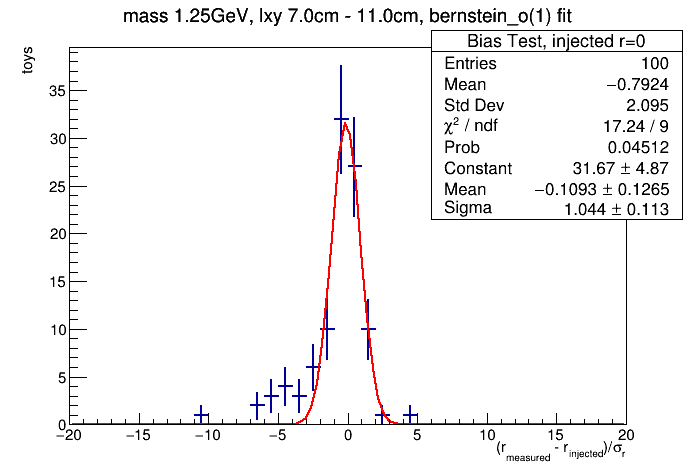 mass 1.25GeV, lxy 7.0cm - 11.0cm, bernstein_o(1) fit
Bias Test, injected r=0
Entries 100
Mean −0.7924
Std Dev 2.095
χ² / ndf 17.24 / 9
Prob 0.04512
Constant 31.67 ± 4.87
Mean −0.1093 ± 0.1265
Sigma 1.044 ± 0.113
toys
35
30
25
20
15
10
5
0
−20 −15 −10 −5 0 5 10 15 20
(r_measured - r_injected)/σ_r